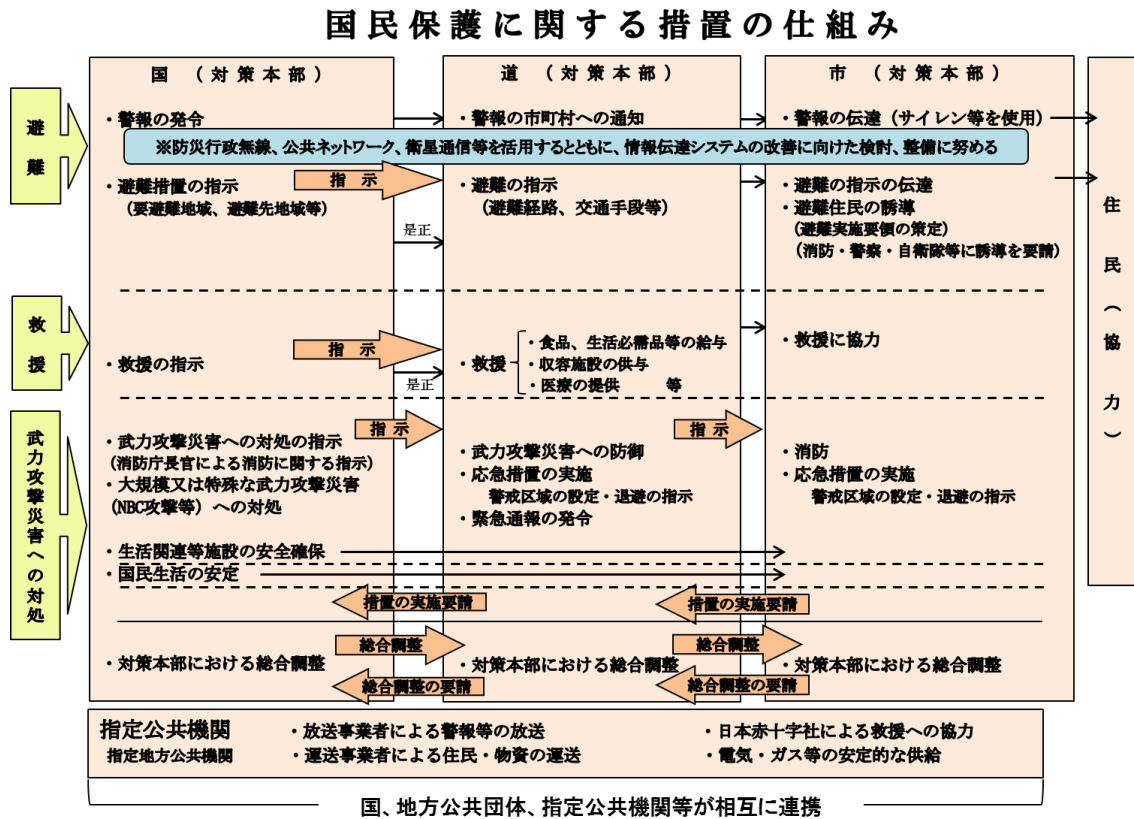 国民保護に関する措置の仕組み
国 (対策本部)
道 (対策本部)
市 (対策本部)
避難
・警報の発令
・警報の市町村への通知
・警報の伝達(サイレン等を使用)
※防災行政無線、公共ネットワーク、衛星通信等を活用するとともに、情報伝達システムの改善に向けた検討、整備に努める
・避難措置の指示
(要避難地域、避難先地域等)
指 示
是正
・避難の指示
(避難経路、交通手段等)
・避難の指示の伝達
・避難住民の誘導
(避難実施要領の策定)
(消防・警察・自衛隊等に誘導を要請)
住民(協力)
救援
・救援の指示
指 示
是正
・救援
・食品、生活必需品等の給与
・収容施設の供与
・医療の提供 等
・救援に協力
武力攻撃災害への対処
指 示
指 示
・武力攻撃災害への対処の指示
(消防庁長官による消防に関する指示)
・大規模又は特殊な武力攻撃災害
(NBC攻撃等)への対処
・武力攻撃災害への防御
・応急措置の実施
警戒区域の設定・退避の指示
・緊急通報の発令
・消防
・応急措置の実施
警戒区域の設定・退避の指示
・生活関連等施設の安全確保
・国民生活の安定
措置の実施要請
措置の実施要請
総合調整
総合調整
・対策本部における総合調整
・対策本部における総合調整
・対策本部における総合調整
総合調整の要請
総合調整の要請
指定公共機関
指定地方公共機関
・放送事業者による警報等の放送
・運送事業者による住民・物資の運送
・日本赤十字社による救援への協力
・電気・ガス等の安定的な供給
国、地方公共団体、指定公共機関等が相互に連携